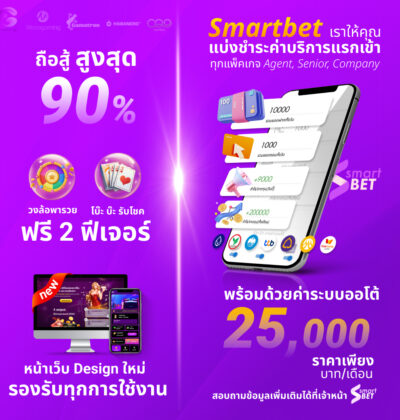 Gamatron
HABANERO
CQ9
ถือสู้ สูงสุด
90%
วงล้อพารวย
โป๊ะ บ๊ะ รับโชค
ฟรี 2 ฟีเจอร์
new
หน้าเว็บ Design ใหม่
รองรับทุกการใช้งาน
Smartbet เราให้คุณ
แบ่งชำระค่าบริการแรกเข้า
ทุกแพ็คเกจ Agent, Senior, Company
100
10000
1000
+9000
+200000
Smart
BET
พร้อมด้วยค่าระบบออโต้
25,000
ราคาเพียง
บาท/เดือน
สอบถามข้อมูลเพิ่มเติมได้ที่เจ้าหน้า
Smart
BET